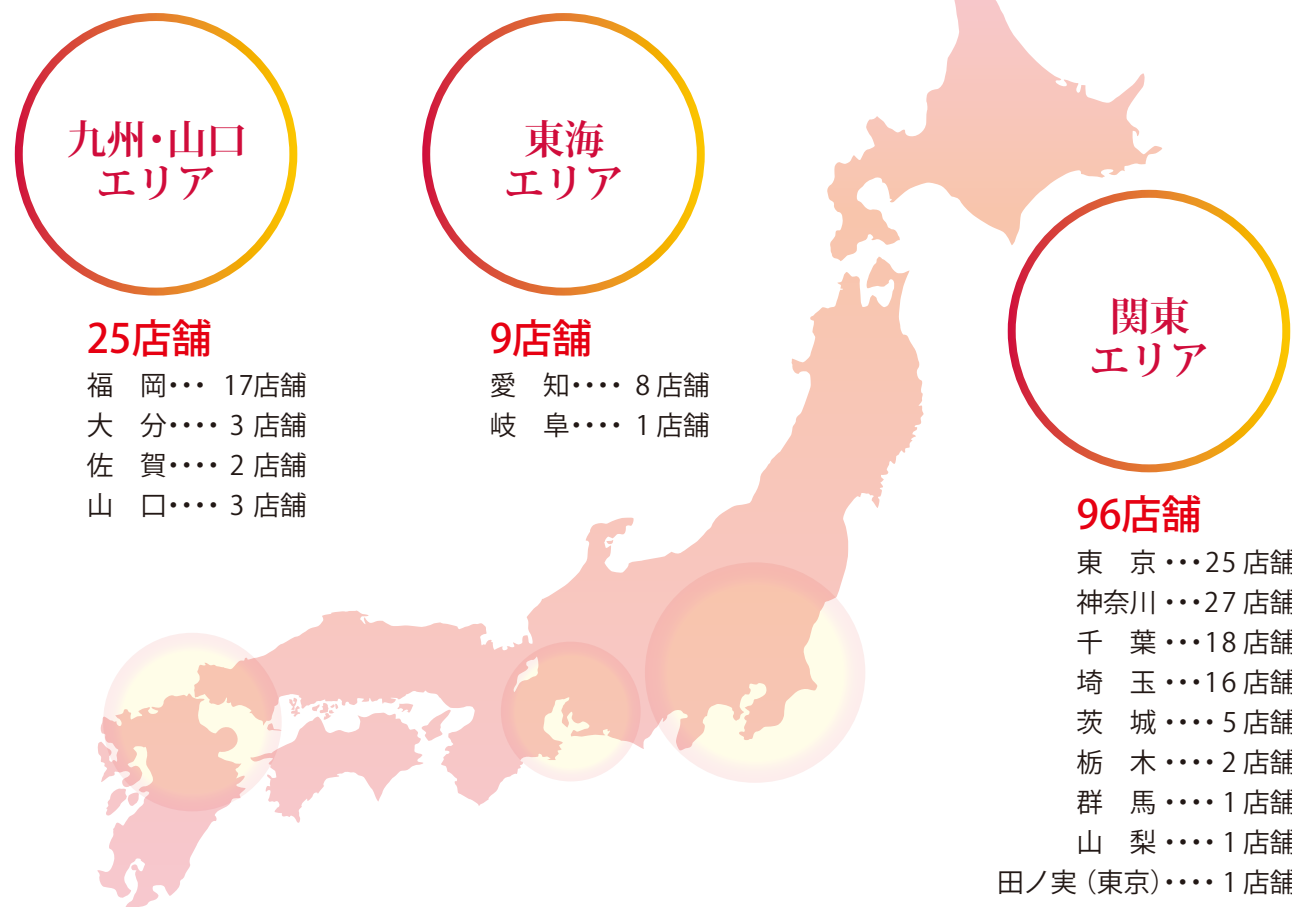 九州・山口
エリア
25店舗
福　岡・・・ 17店舗
大　分・・・・ 3 店舗
佐　賀・・・・ 2 店舗
山　口・・・・ 3 店舗
東海
エリア
9店舗
愛　知・・・・ 8 店舗
岐　阜・・・・ 1 店舗
関東
エリア
96店舗
東　京 ・・・25 店舗
神奈川 ・・・27 店舗
千　葉 ・・・18 店舗
埼　玉 ・・・16 店舗
茨　城 ・・・・ 5 店舗
栃　木 ・・・・ 2 店舗
群　馬 ・・・・ 1 店舗
山　梨 ・・・・ 1 店舗
田ノ実（東京）・・・・ 1 店舗